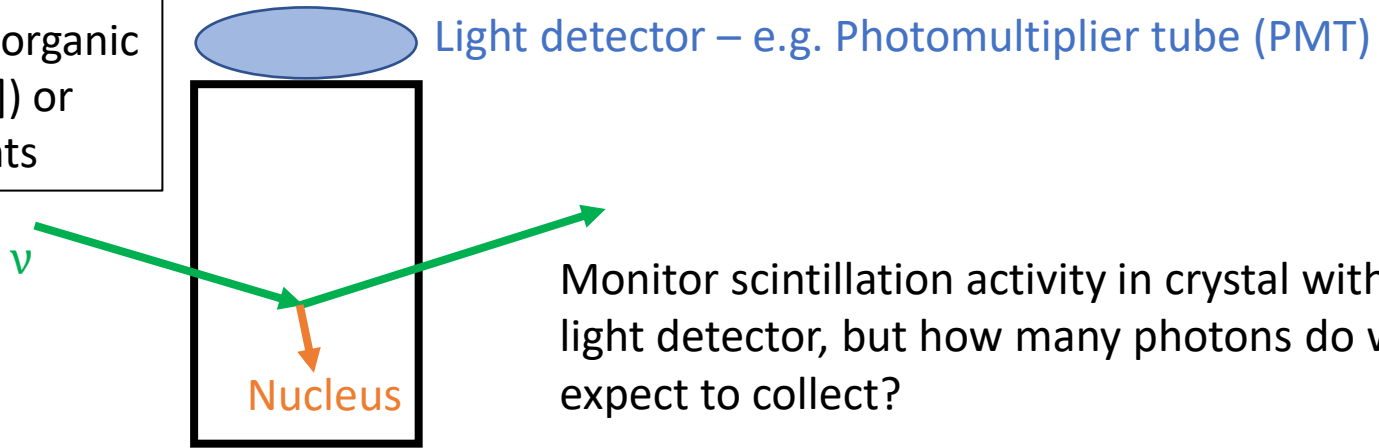 organic
]) or
Light detector – e.g. Photomultiplier tube (PMT)
ν
Monitor scintillation activity in crystal with
light detector, but how many photons do
Nucleus
expect to collect?